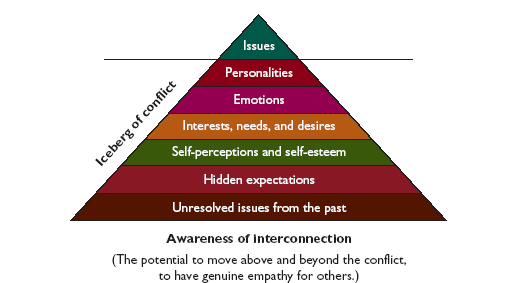 Issues
Personalities
Emotions
Iceberg of conflict
Interests, needs, and desires
Self-perceptions and self-esteem
Hidden expectations
Unresolved issues from the past
Awareness of interconnection
(The potential to move above and beyond the conflict,
to have genuine empathy for others.)